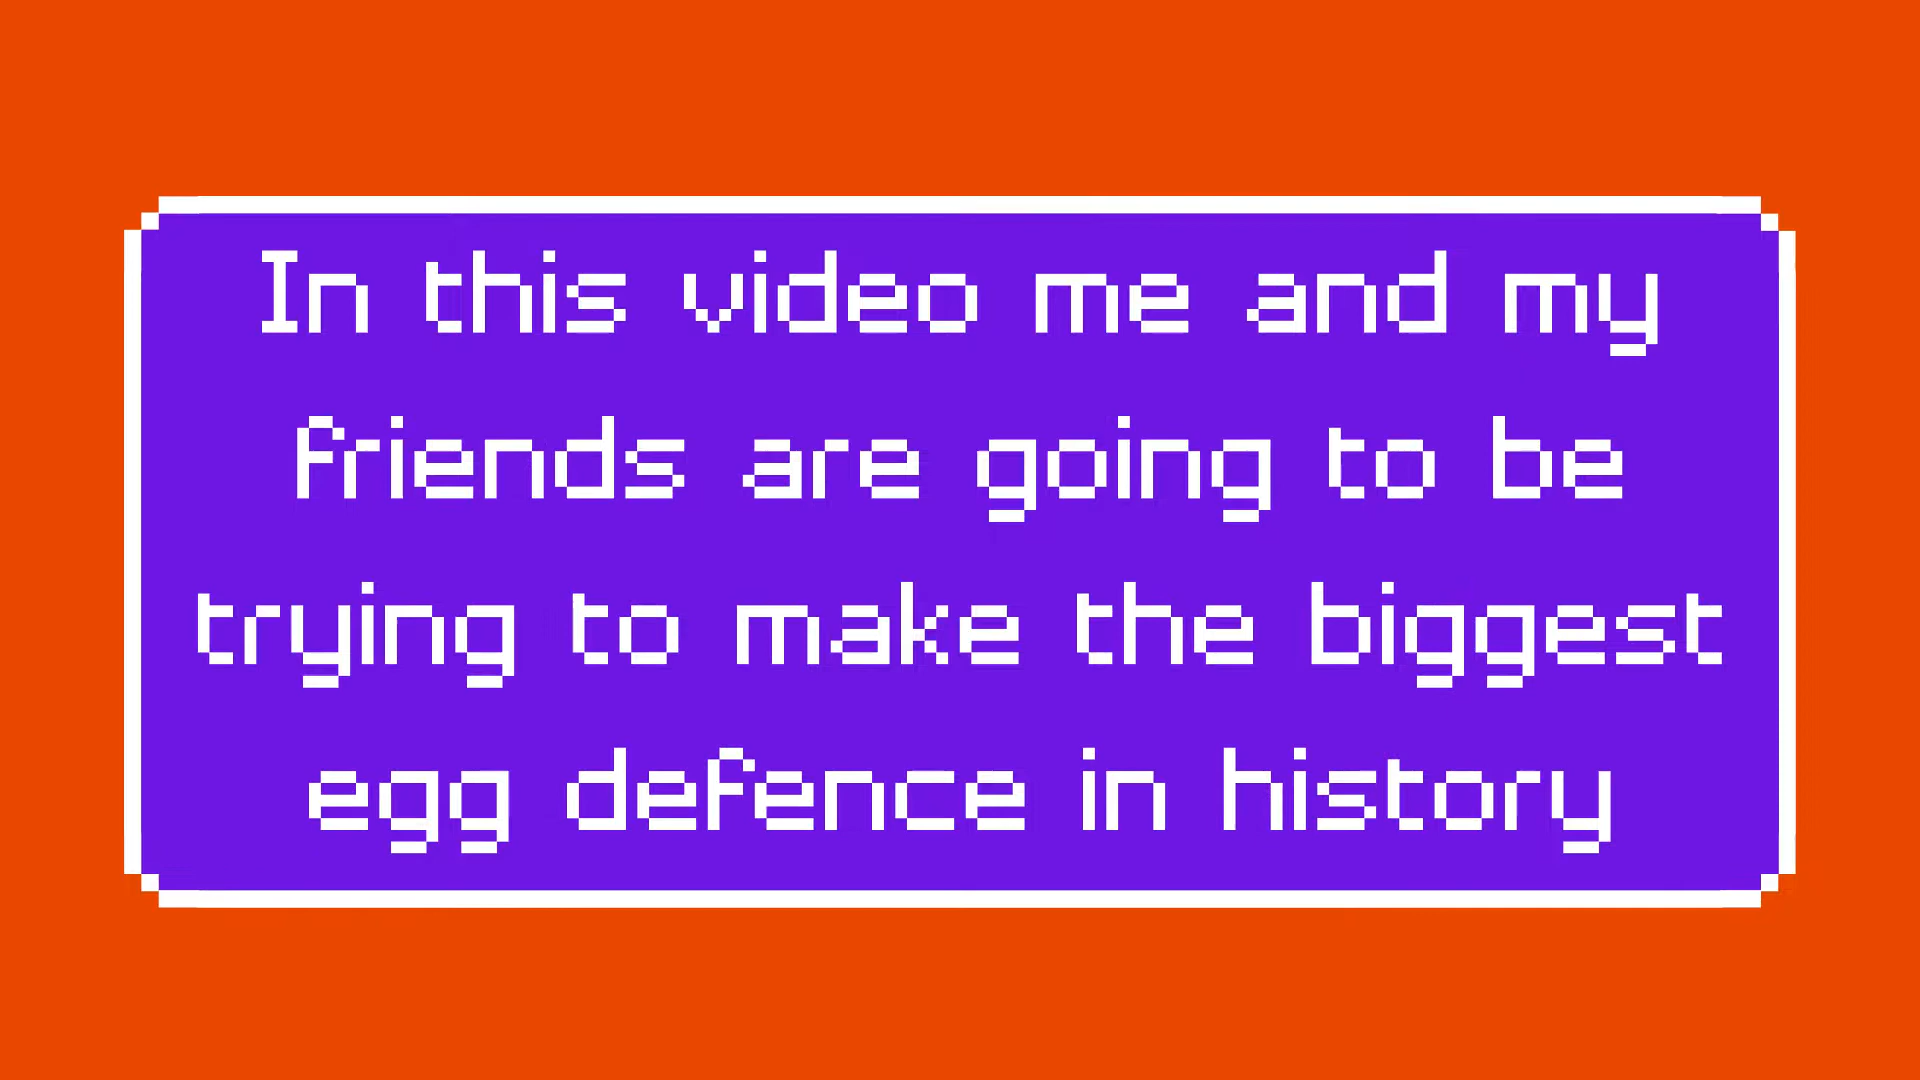 In this video me and my
friends are going to be
trying to make the biggest
egg defence in history